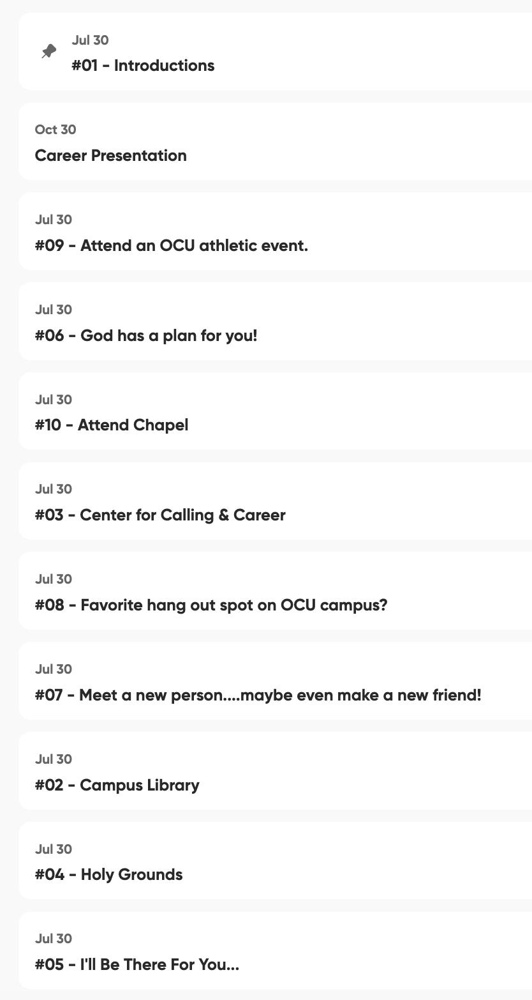 Jul 30
#01 - Introductions
Oct 30
Career Presentation
Jul 30
#09 - Attend an OCU athletic event.
Jul 30
#06 - God has a plan for you!
Jul 30
#10 - Attend Chapel
Jul 30
#03 - Center for Calling & Career
Jul 30
#08 - Favorite hang out spot on OCU campus?
Jul 30
#07 - Meet a new person....maybe even make a new friend!
Jul 30
#02 - Campus Library
Jul 30
#04 - Holy Grounds
Jul 30
#05 - I'll Be There For You...